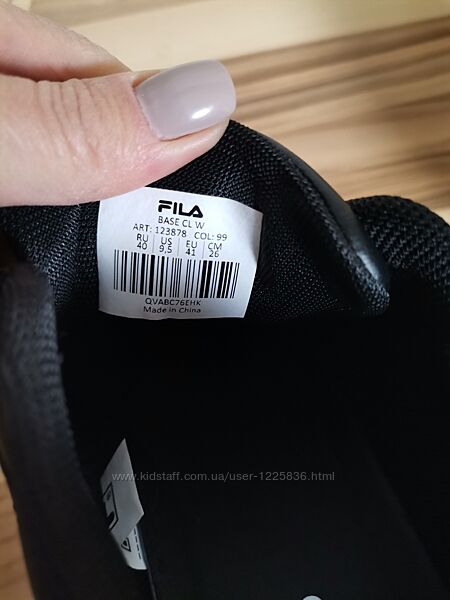 FILA
BASE CL W
ART: 123878 COL: 99
RU US EU CM
40 9,5 41 26
QVABC76EHK
Made in China
www.kidstaff.com.ua/user-1225836.html